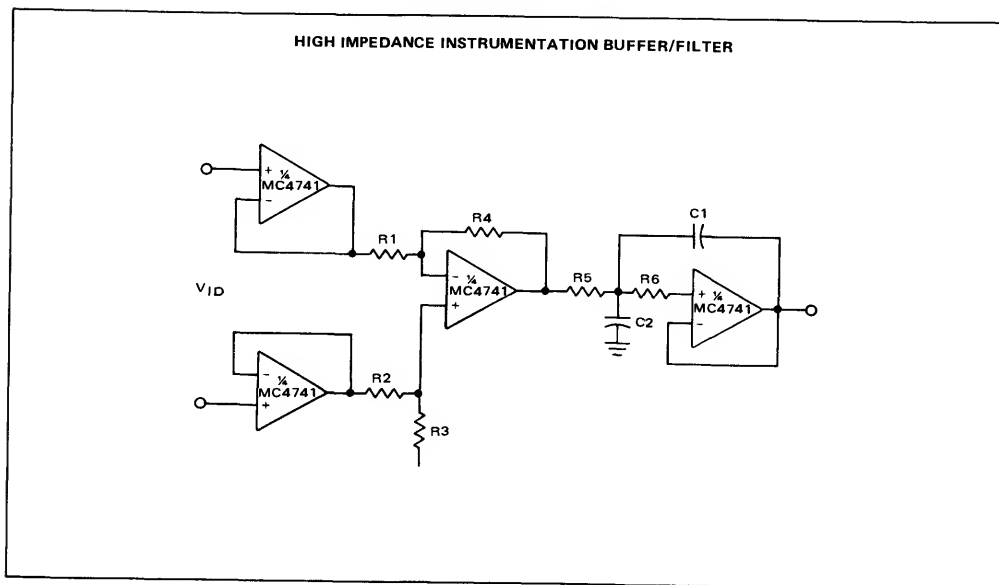 HIGH IMPEDANCE INSTRUMENTATION BUFFER/FILTER
+
¼
MC4741
−
R1
R4
VID
−
¼
MC4741
+
R5
C1
R6
C2
+
¼
MC4741
−
−
¼
MC4741
+
R2
R3